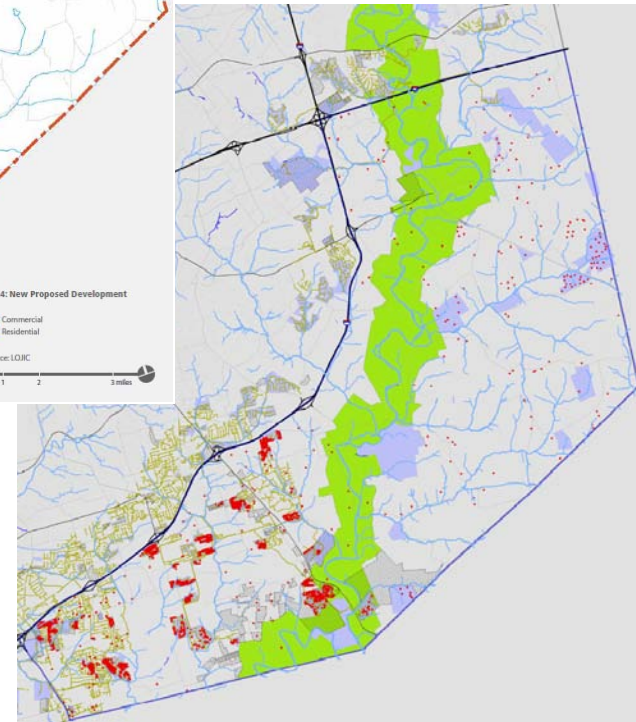 4: New Proposed Development
Commercial
Residential
ce: LOJIC
1 2 3 miles